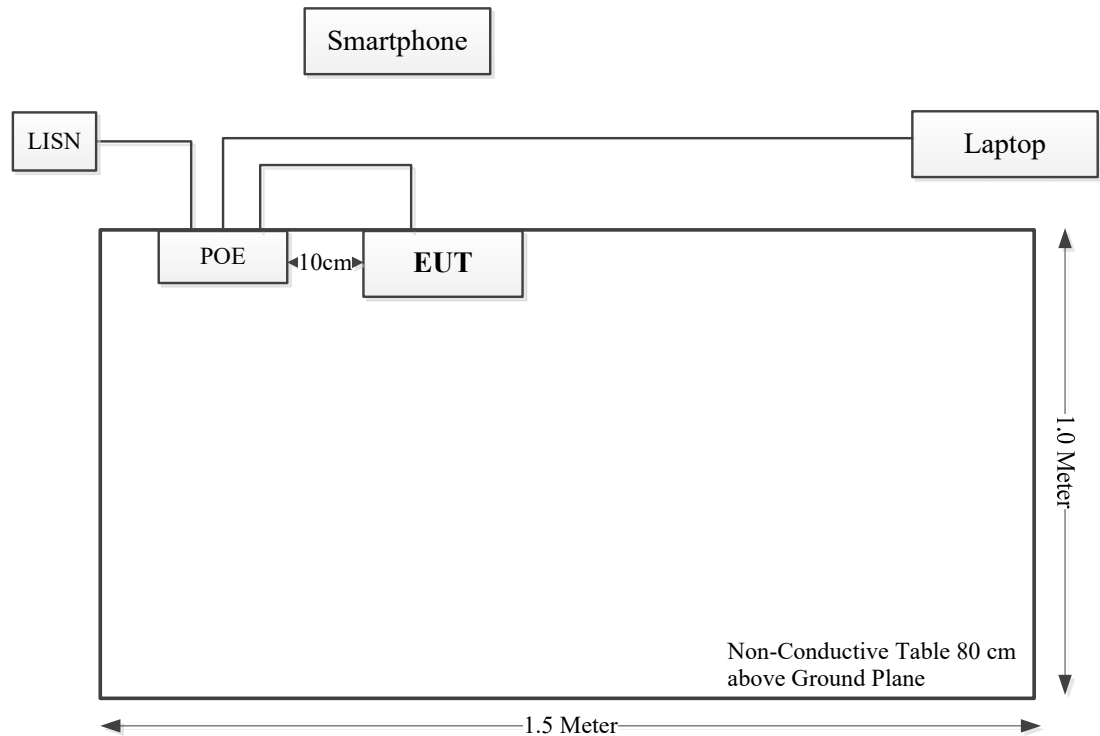 Smartphone
LISN
Laptop
POE
10cm
EUT
1.0 Meter
Non-Conductive Table 80 cm
above Ground Plane
1.5 Meter